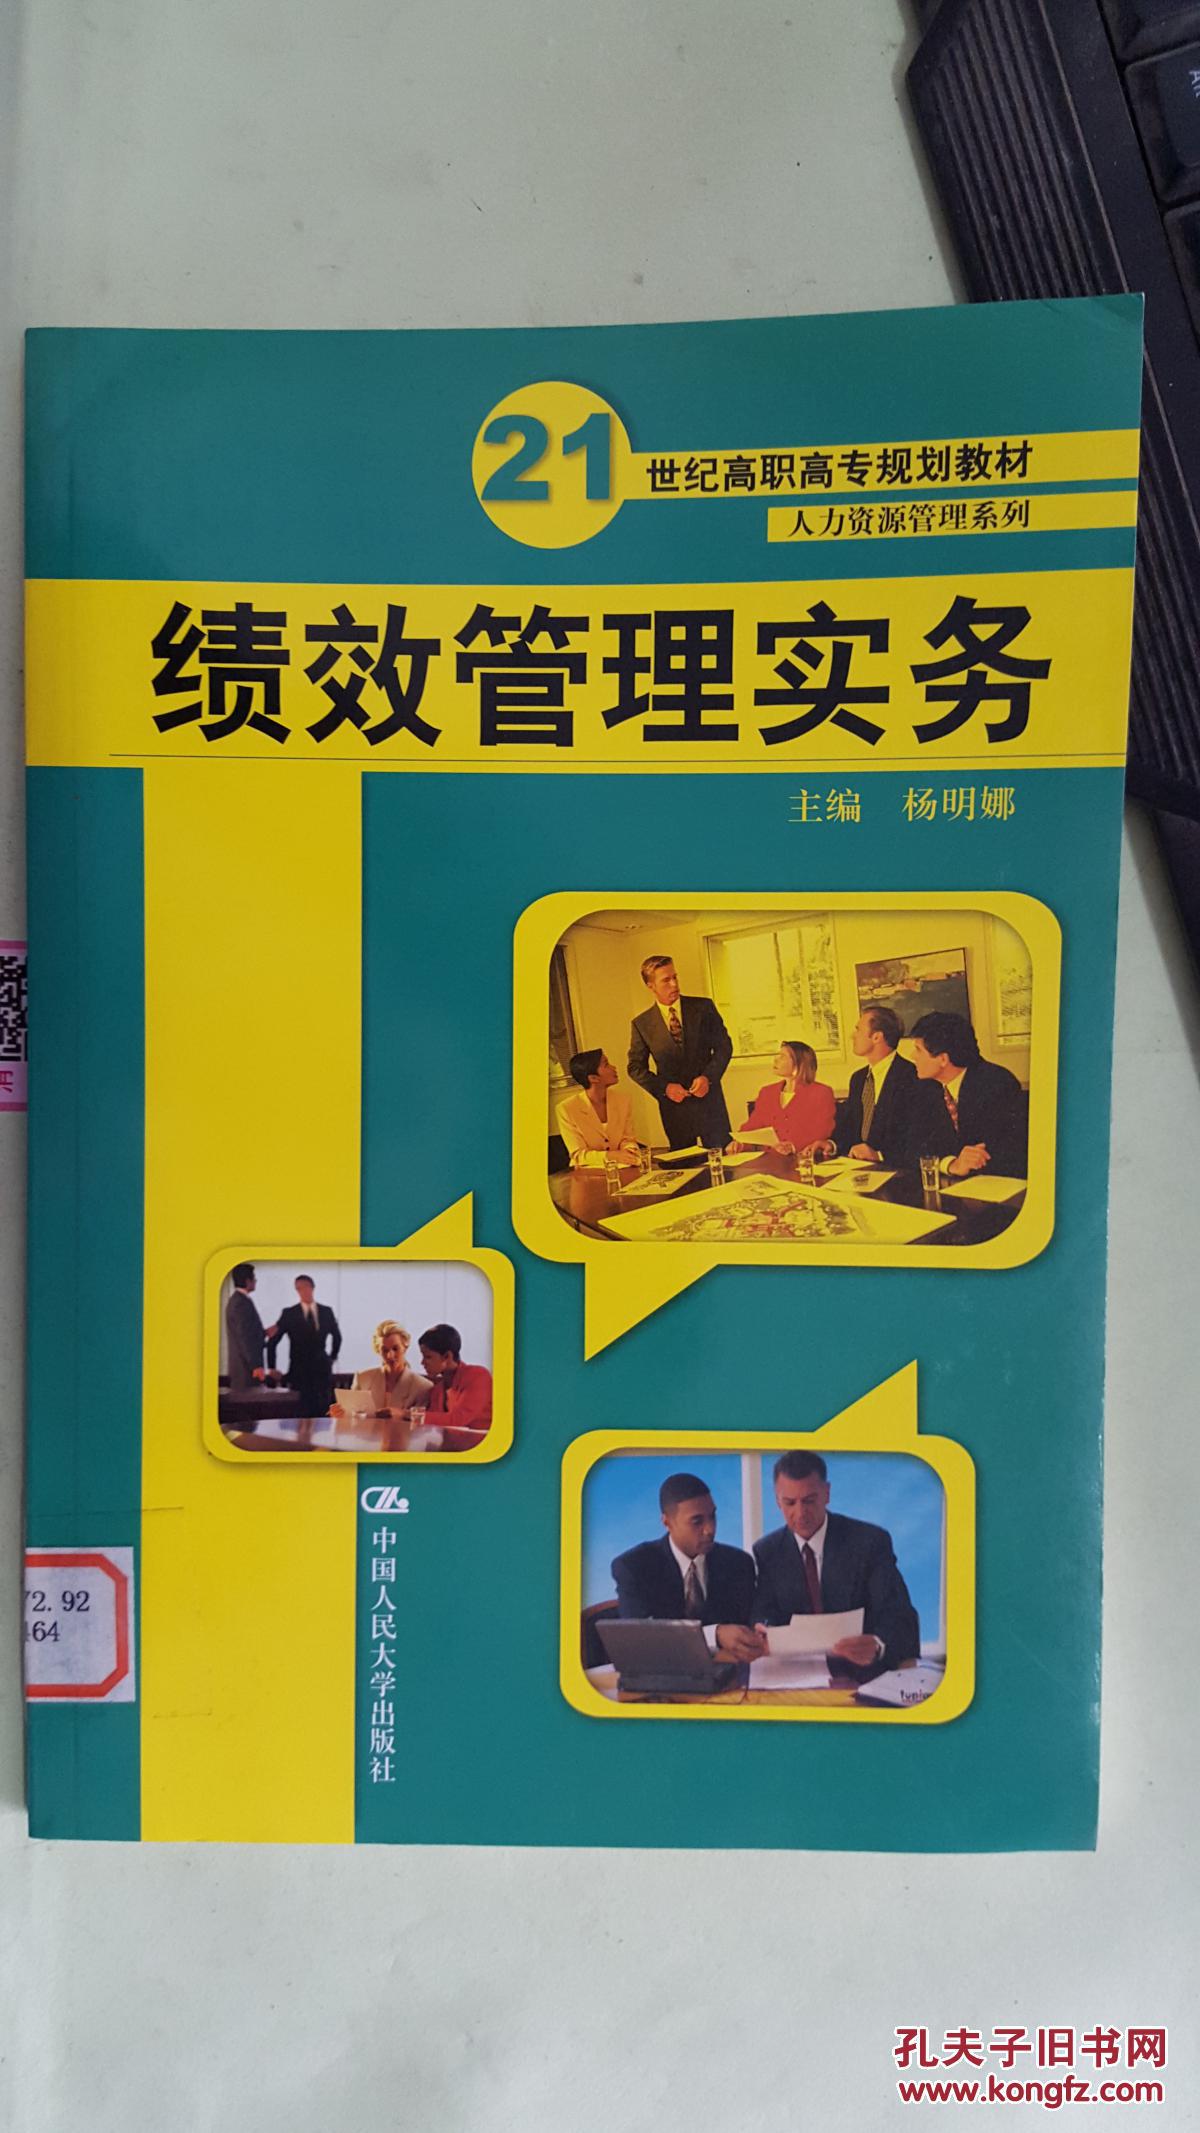 21世纪高职高专规划教材
人力资源管理系列
绩效管理实务
主编 杨明娜
中国人民大学出版社
72.92
464
孔夫子旧书网
www.kongfz.com